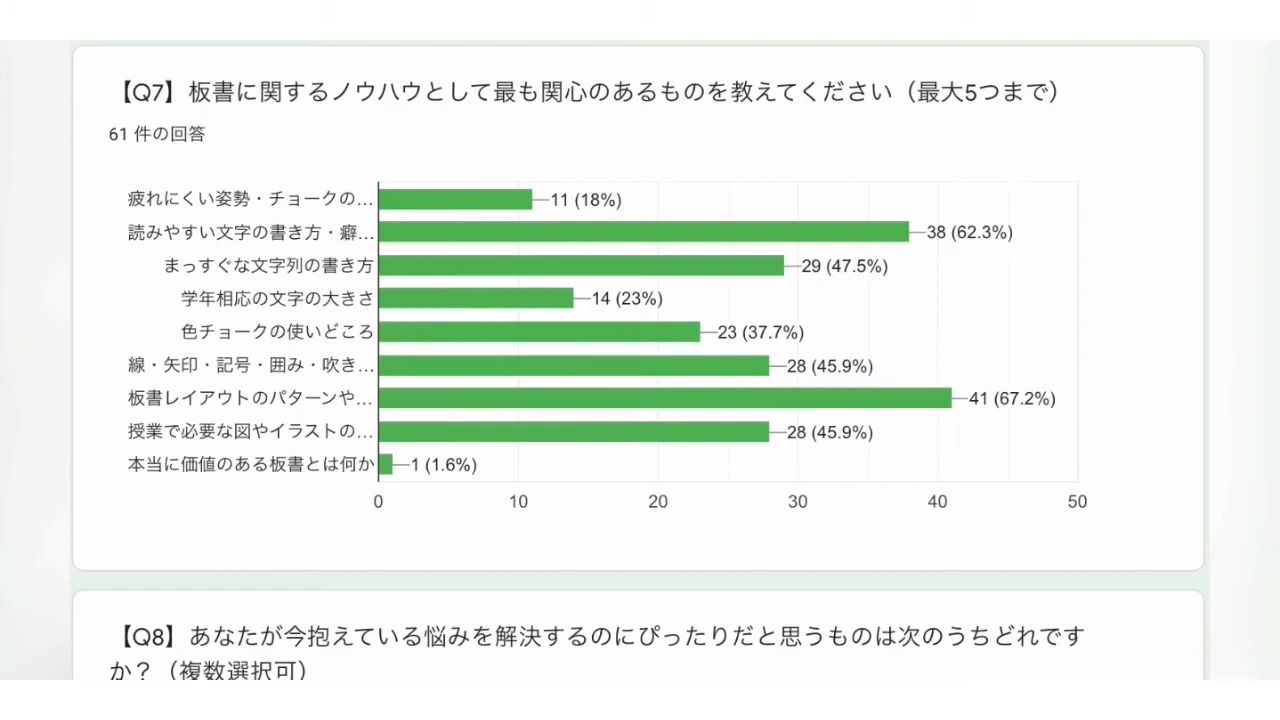 【Q7】板書に関するノウハウとして最も関心のあるものを教えてください（最大5つまで）
61 件の回答
疲れにくい姿勢・チョークの… 11 (18%)
読みやすい文字の書き方・癖… 38 (62.3%)
まっすぐな文字列の書き方 29 (47.5%)
学年相応の文字の大きさ 14 (23%)
色チョークの使いどころ 23 (37.7%)
線・矢印・記号・囲み・吹き… 28 (45.9%)
板書レイアウトのパターンや… 41 (67.2%)
授業で必要な図やイラストの… 28 (45.9%)
本当に価値のある板書とは何か 1 (1.6%)
0 10 20 30 40 50
【Q8】あなたが今抱えている悩みを解決するのにぴったりだと思うものは次のうちどれです
か？（複数選択可）